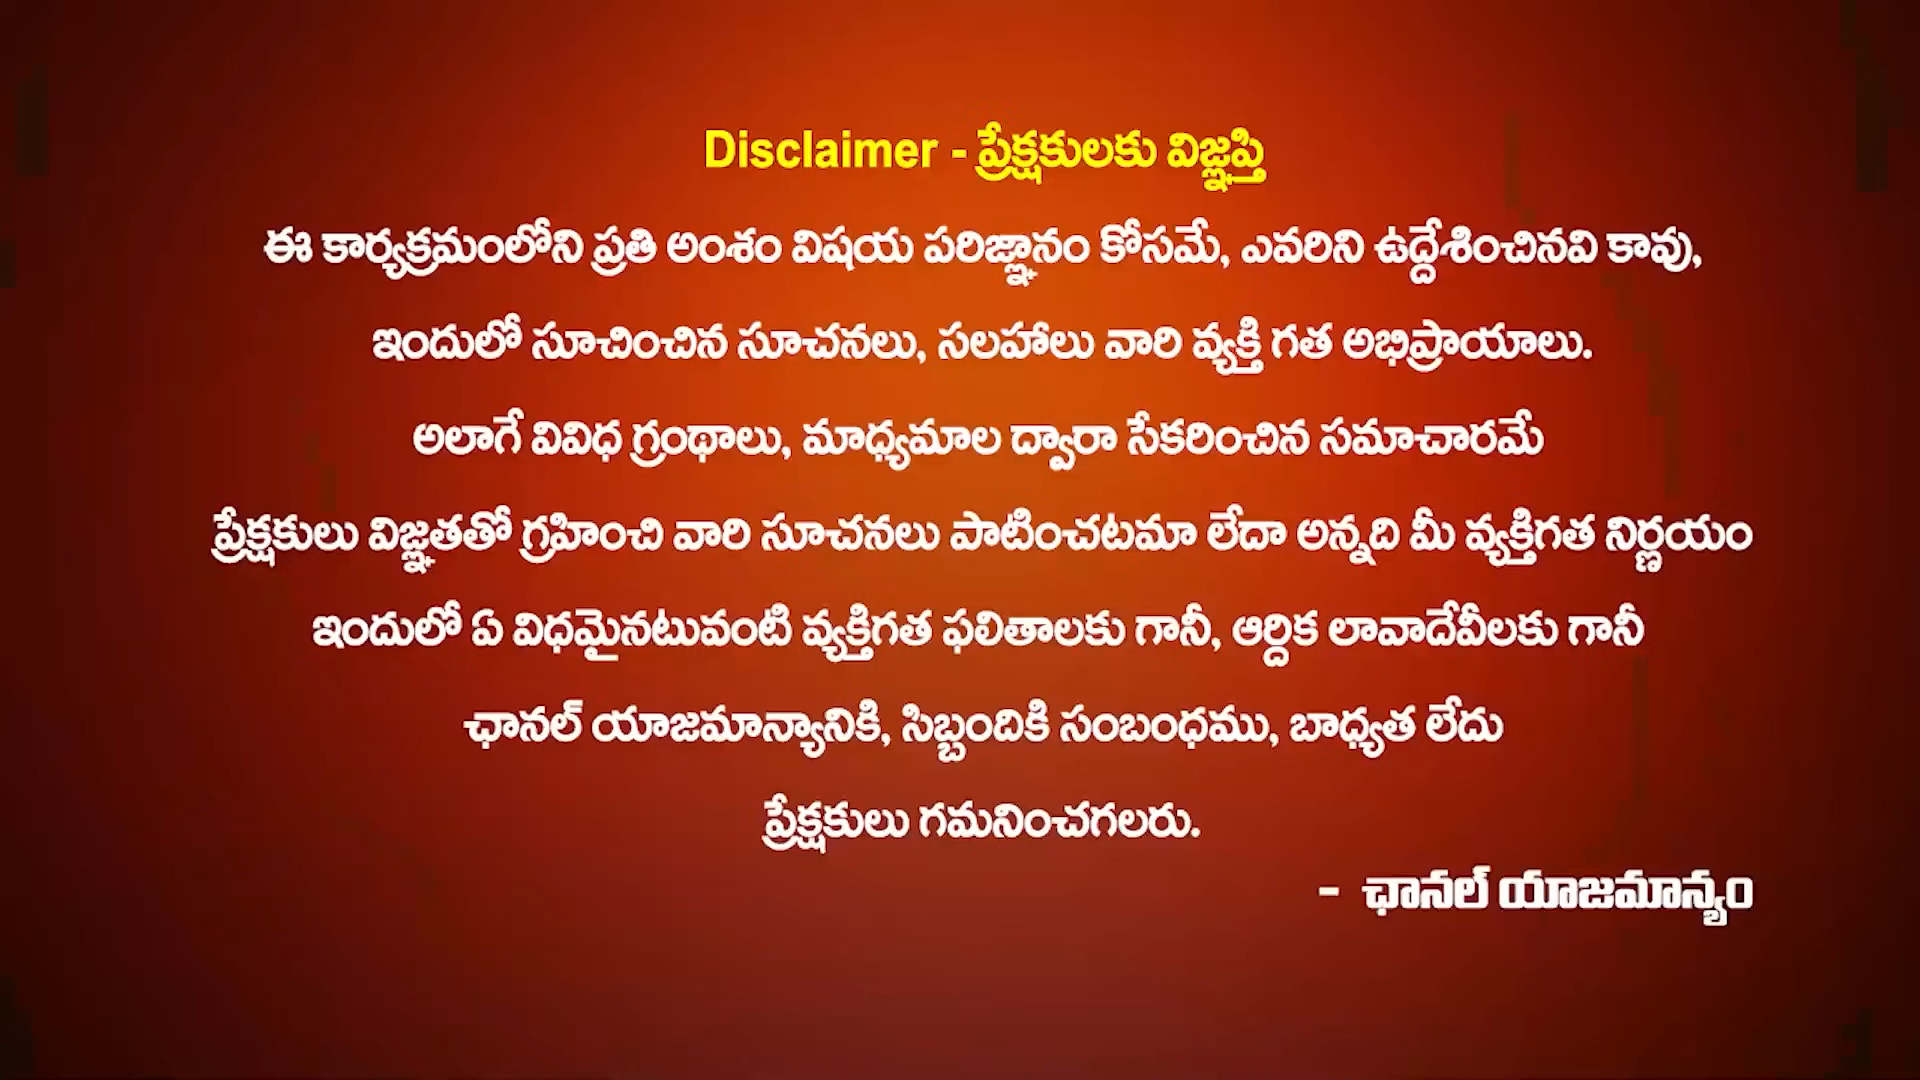 Disclaimer - ప్రేక్షకులకు విజ్ఞప్తి
ఈ కార్యక్రమంలోని ప్రతి అంశం విషయ పరిజ్ఞానం కోసమే, ఎవరిని ఉద్దేశించినవి కావు,
ఇందులో సూచించిన సూచనలు, సలహాలు వారి వ్యక్తి గత అభిప్రాయాలు.
అలాగే వివిధ గ్రంథాలు, మాధ్యమాల ద్వారా సేకరించిన సమాచారమే
ప్రేక్షకులు విజ్ఞతతో గ్రహించి వారి సూచనలు పాటించటమా లేదా అన్నది మీ వ్యక్తిగత నిర్ణయం
ఇందులో ఏ విధమైనటువంటి వ్యక్తిగత ఫలితాలకు గానీ, ఆర్ధిక లావాదేవీలకు గానీ
ఛానల్ యాజమాన్యానికి, సిబ్బందికి సంబంధము, బాధ్యత లేదు
ప్రేక్షకులు గమనించగలరు.
- ఛానల్ యాజమాన్యం